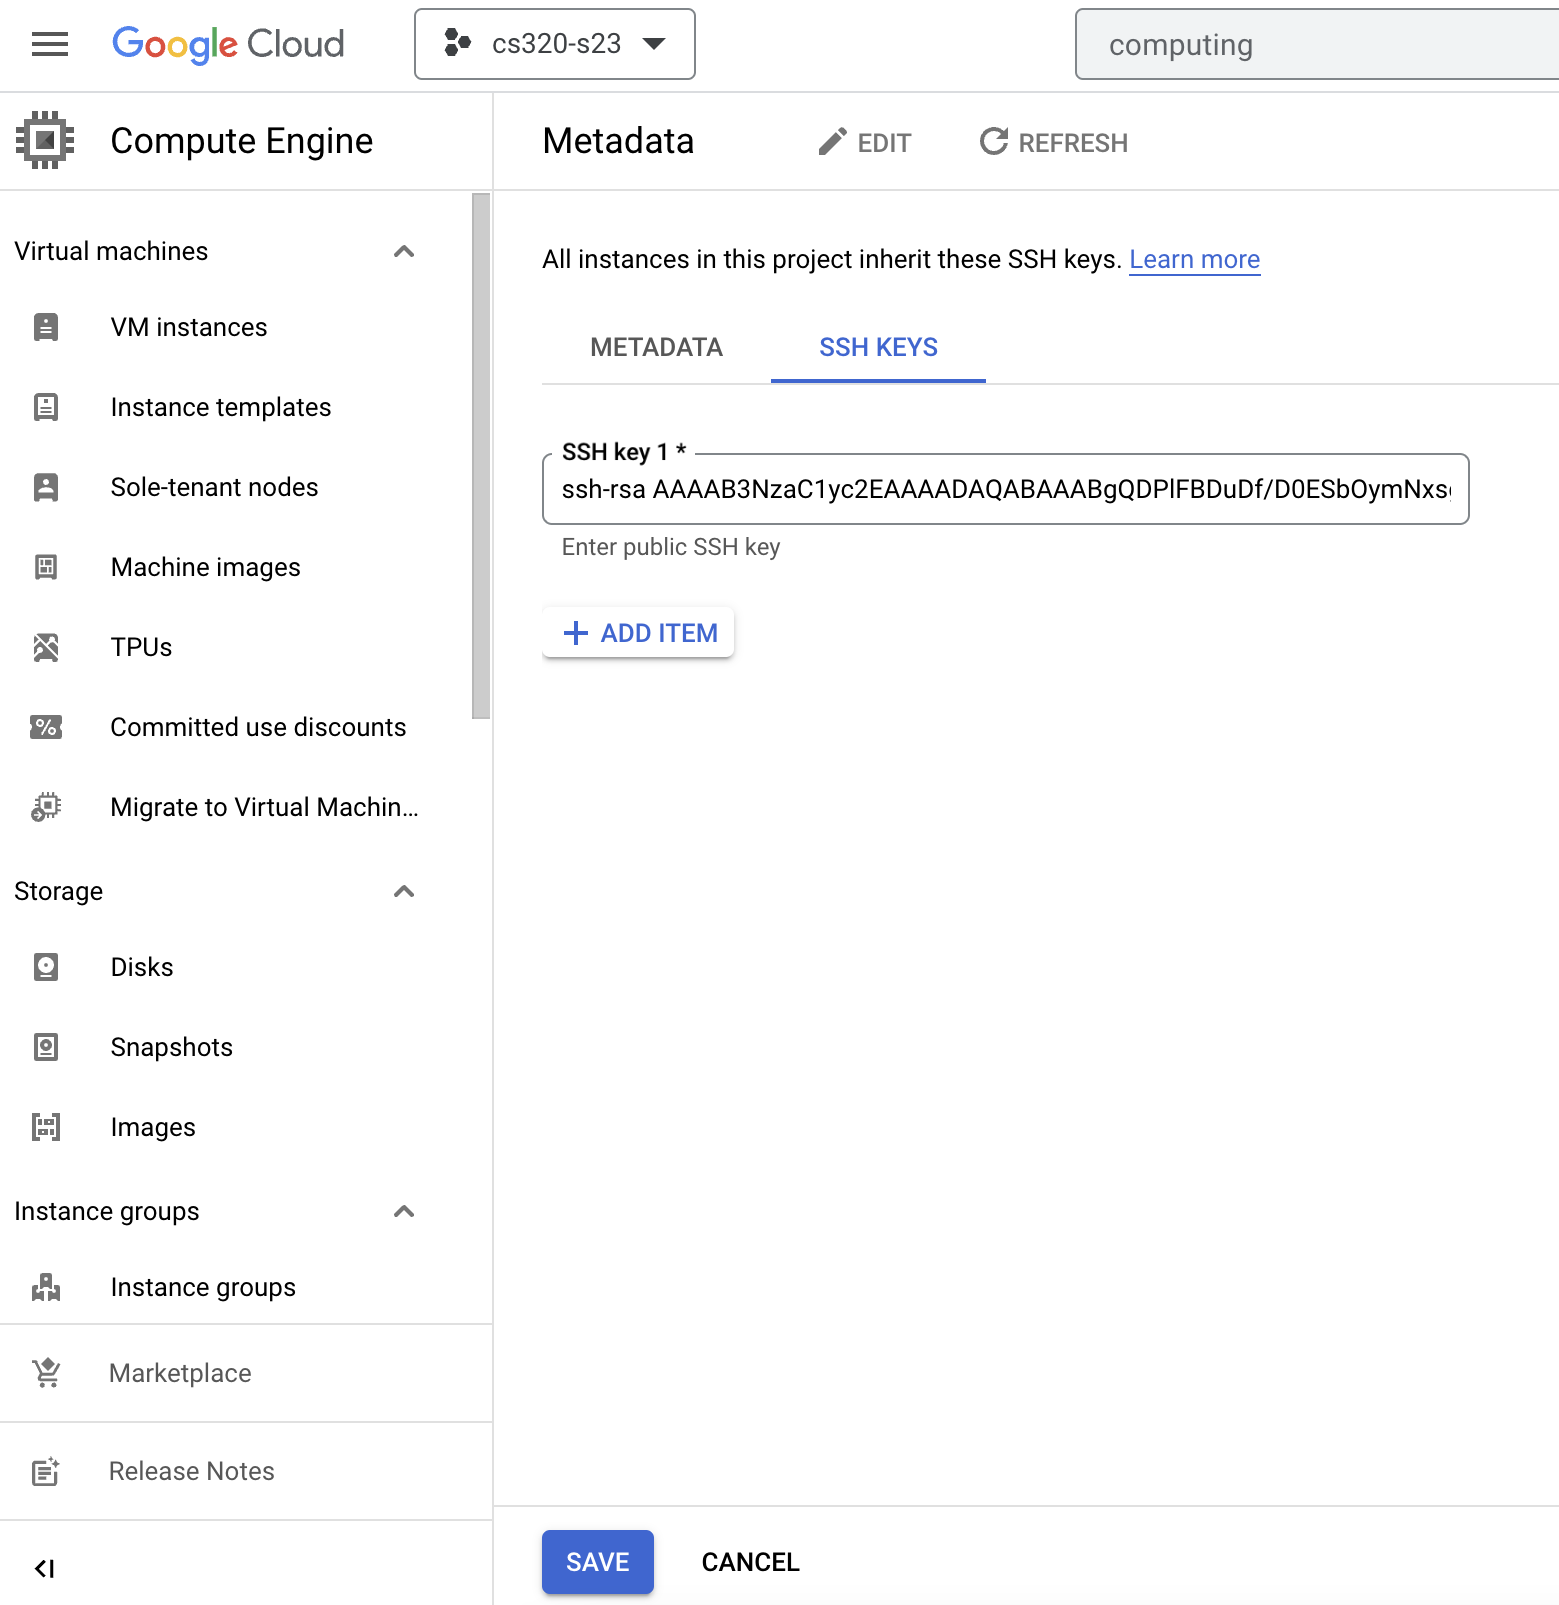 Google Cloud
cs320-s23
computing
Compute Engine
Metadata
EDIT
REFRESH
Virtual machines
VM instances
Instance templates
Sole-tenant nodes
Machine images
TPUs
Committed use discounts
Migrate to Virtual Machin...
Storage
Disks
Snapshots
Images
Instance groups
Instance groups
Marketplace
Release Notes
All instances in this project inherit these SSH keys. Learn more
METADATA
SSH KEYS
SSH key 1 *
ssh-rsa AAAAB3NzaC1yc2EAAAADAQABAAABgQDPlFBDuDf/D0ESbOymNxs
Enter public SSH key
+ ADD ITEM
SAVE
CANCEL